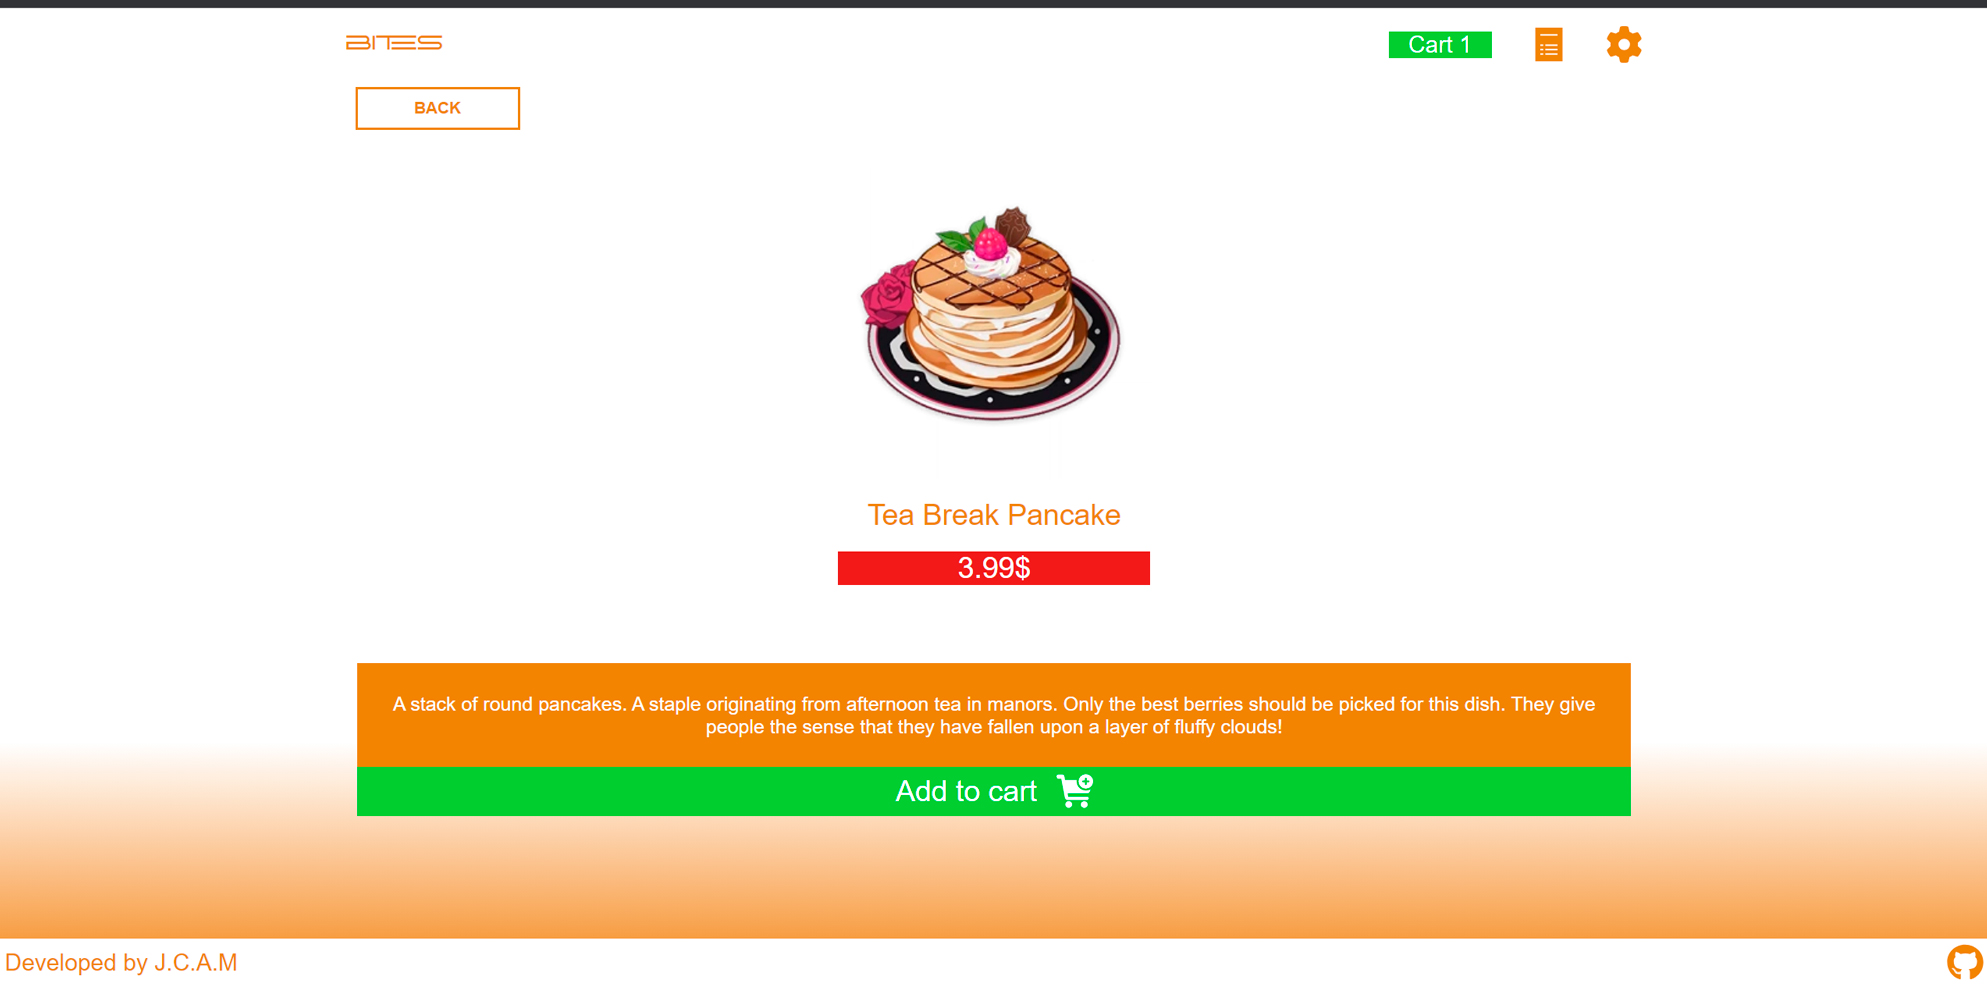 BITES
Cart 1
BACK
Tea Break Pancake
3.99$
A stack of round pancakes. A staple originating from afternoon tea in manors. Only the best berries should be picked for this dish. They give
people the sense that they have fallen upon a layer of fluffy clouds!
Add to cart
Developed by J.C.A.M